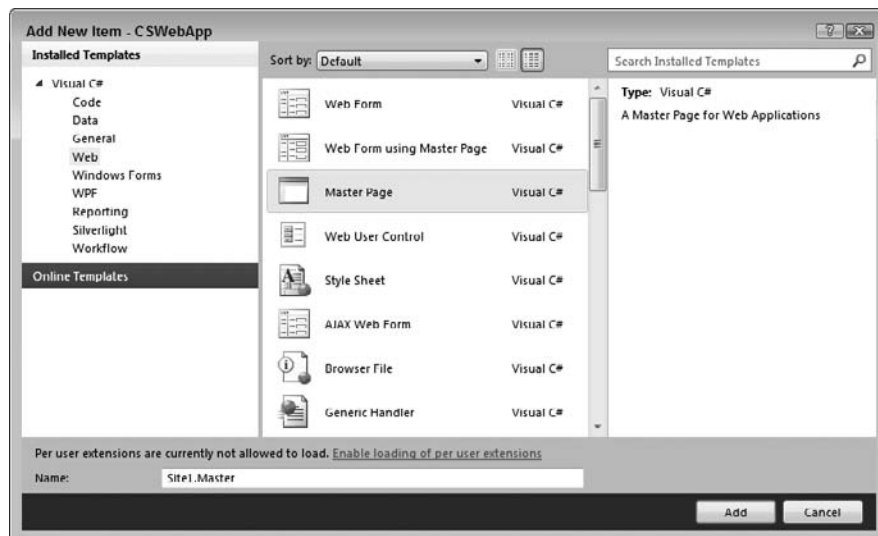 Add New Item - CSWebApp
Installed Templates
Visual C#
Code
Data
General
Web
Windows Forms
WPF
Reporting
Silverlight
Workflow
Online Templates
Sort by: Default
Web Form Visual C#
Web Form using Master Page Visual C#
Master Page Visual C#
Web User Control Visual C#
Style Sheet Visual C#
AJAX Web Form Visual C#
Browser File Visual C#
Generic Handler Visual C#
Search Installed Templates
Type: Visual C#
A Master Page for Web Applications
Per user extensions are currently not allowed to load. Enable loading of per user extensions
Name: Site1.Master
Add Cancel